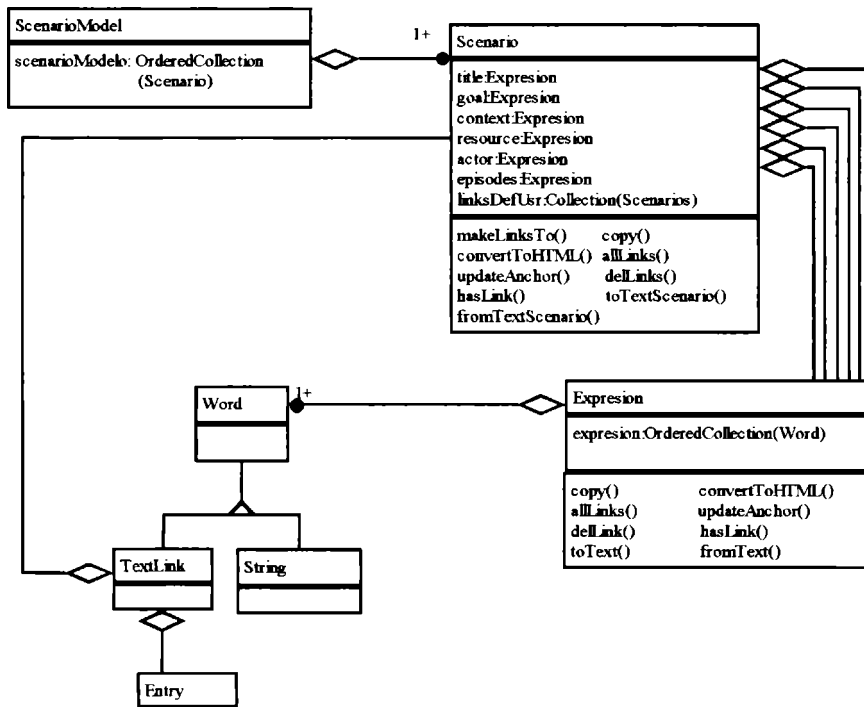 ScenarioModel
scenarioModelo: OrderedCollection
(Scenario)
1+
Scenario
title:Expresion
goal:Expresion
context:Expresion
resource:Expresion
actor:Expresion
episodes:Expresion
linksDefUsr:Collection(Scenarios)
makeLinksTo() copy()
convertToHTML() allLinks()
updateAnchor() delLinks()
hasLink() toTextScenario()
fromTextScenario()
Word
1+
Expresion
expresion:OrderedCollection(Word)
copy() convertToHTML()
allLinks() updateAnchor()
delLink() hasLink()
toText() fromText()
TextLink
String
Entry